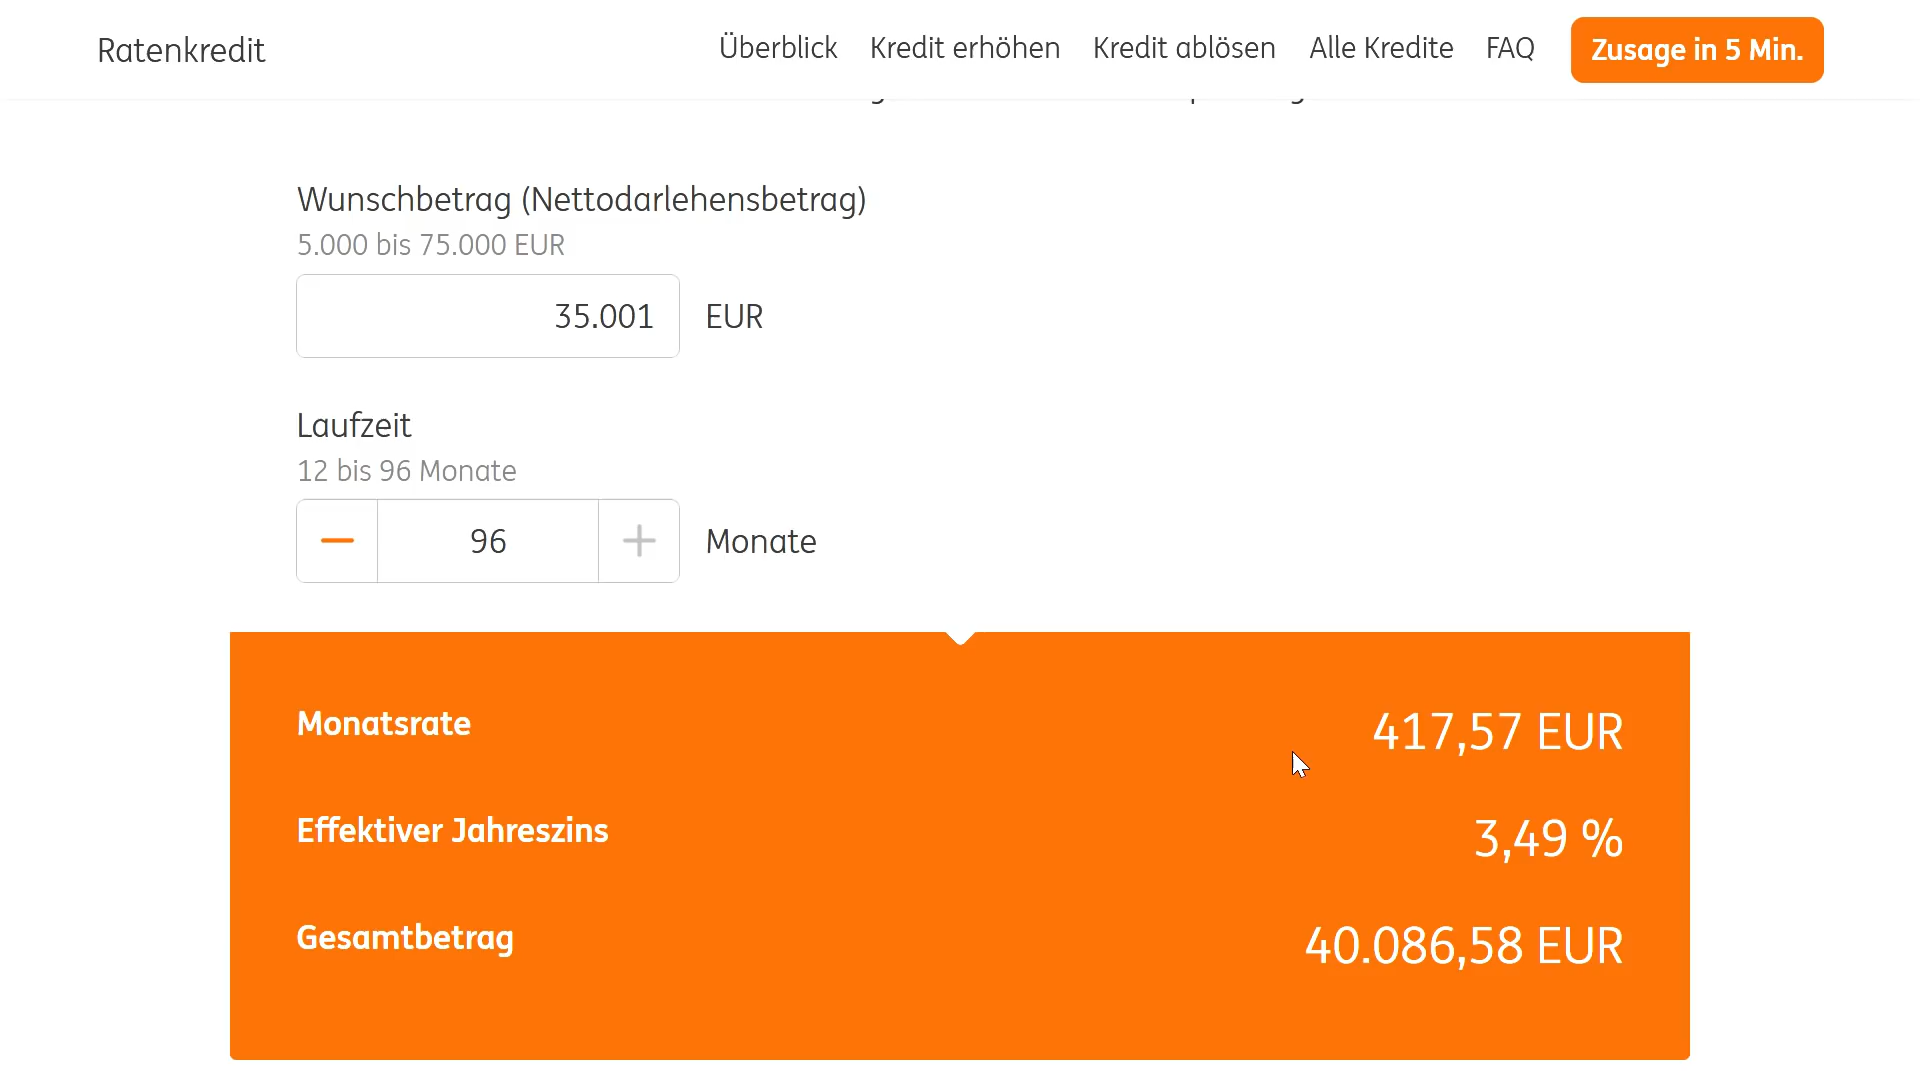 Ratenkredit
Überblick
Kredit erhöhen
Kredit ablösen
Alle Kredite
FAQ
Zusage in 5 Min.
Wunschbetrag (Nettodarlehensbetrag)
5.000 bis 75.000 EUR
35.001 EUR
Laufzeit
12 bis 96 Monate
96 Monate
Monatsrate
417,57 EUR
Effektiver Jahreszins
3,49 %
Gesamtbetrag
40.086,58 EUR